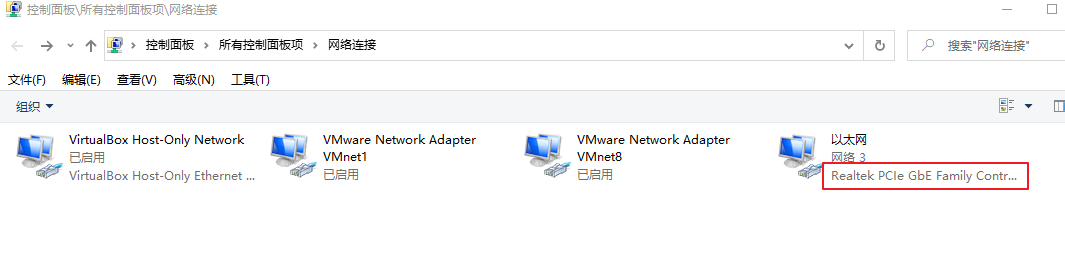 控制面板\所有控制面板项\网络连接
控制面板 > 所有控制面板项 > 网络连接
搜索"网络连接"
文件(F) 编辑(E) 查看(V) 高级(N) 工具(T)
组织
VirtualBox Host-Only Network
已启用
VirtualBox Host-Only Ethernet ...
VMware Network Adapter
VMnet1
已启用
VMware Network Adapter
VMnet8
已启用
以太网
网络 3
Realtek PCIe GbE Family Contr...